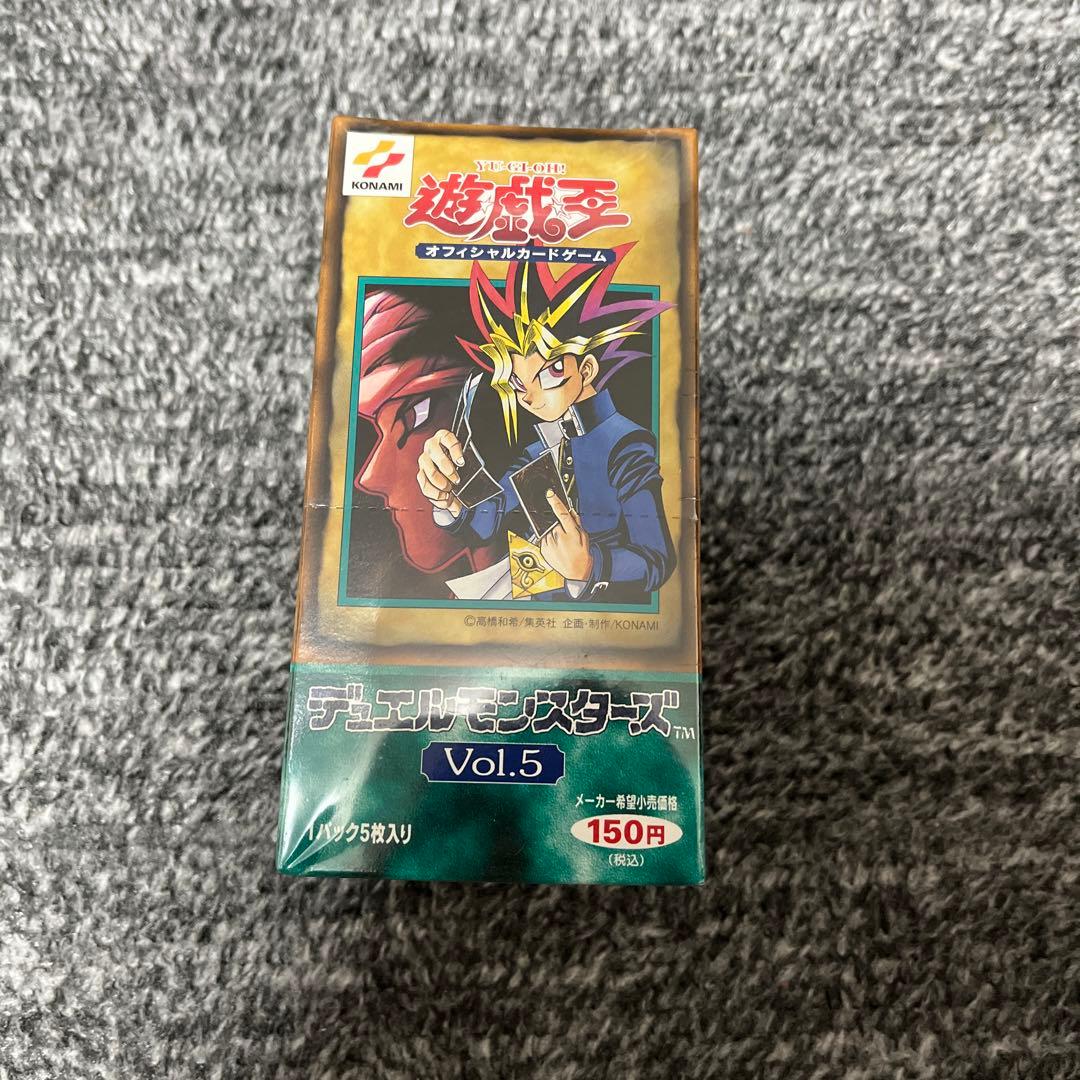 KONAMI
YU-GI-OH!
遊戯王
オフィシャルカードゲーム
©高橋和希/集英社 企画・制作/KONAMI
デュエルモンスターズ™
Vol.5
メーカー希望小売価格
1パック5枚入り
150円
(税込)